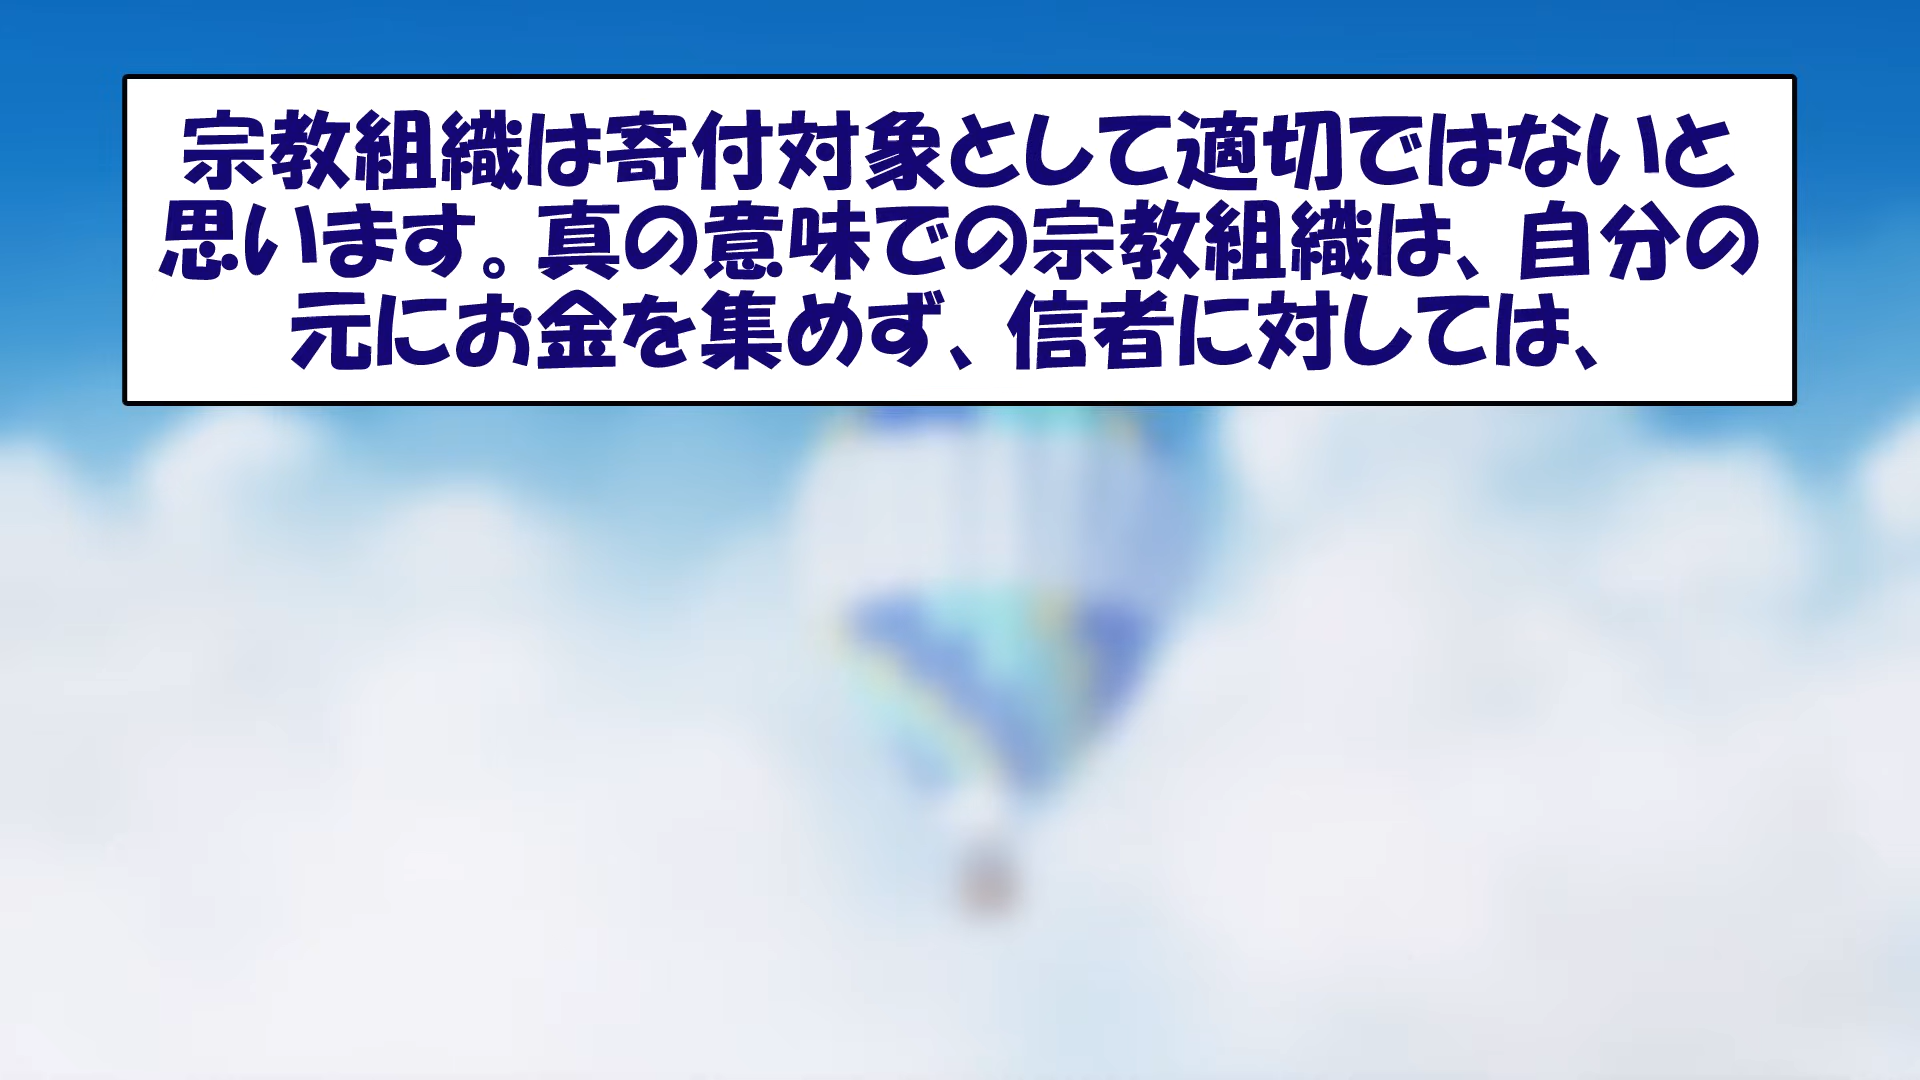 宗教組織は寄付対象として適切ではないと
思います。真の意味での宗教組織は、自分の
元にお金を集めず、信者に対しては、